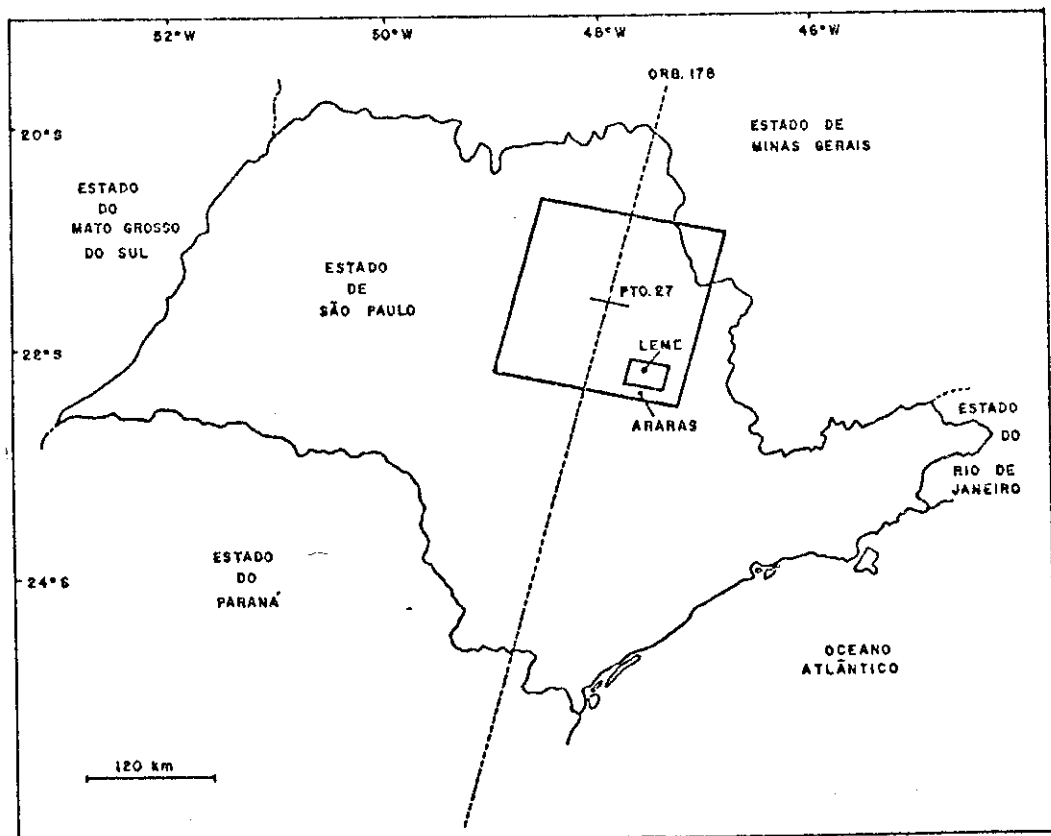 52°W
50°W
48°W
46°W
ORB. 178
20°S
ESTADO DE
MINAS GERAIS
ESTADO
DO
MATO GROSSO
DO SUL
ESTADO
DE
SÃO PAULO
PTO. 27
22°S
LEME
ARARAS
ESTADO
DO
RIO DE
JANEIRO
24°S
ESTADO
DO
PARANÁ
OCEANO
ATLÂNTICO
120 km